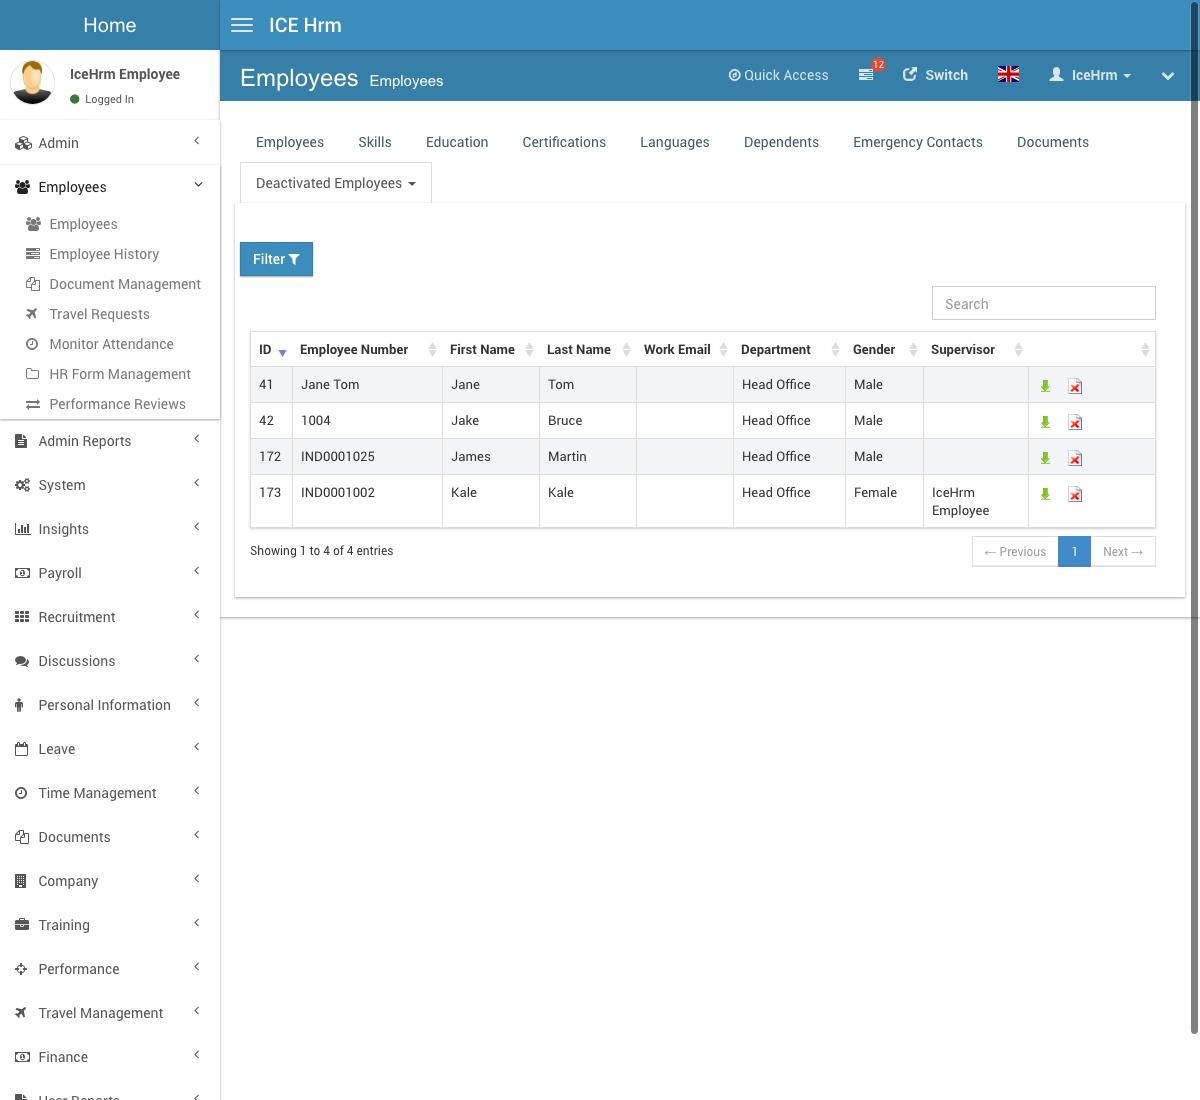 Home
ICE Hrm
IceHrm Employee
Logged In
Employees Employees
Quick Access
12
Switch
IceHrm
Admin
Employees
Employees
Employee History
Document Management
Travel Requests
Monitor Attendance
HR Form Management
Performance Reviews
Admin Reports
System
Insights
Payroll
Recruitment
Discussions
Personal Information
Leave
Time Management
Documents
Company
Training
Performance
Travel Management
Finance
User Reports
Employees Skills Education Certifications Languages Dependents Emergency Contacts Documents
Deactivated Employees
Filter
Search
ID Employee Number First Name Last Name Work Email Department Gender Supervisor
41 Jane Tom Jane Tom Head Office Male
42 1004 Jake Bruce Head Office Male
172 IND0001025 James Martin Head Office Male
173 IND0001002 Kale Kale Head Office Female IceHrm
Employee
Showing 1 to 4 of 4 entries
← Previous 1 Next →